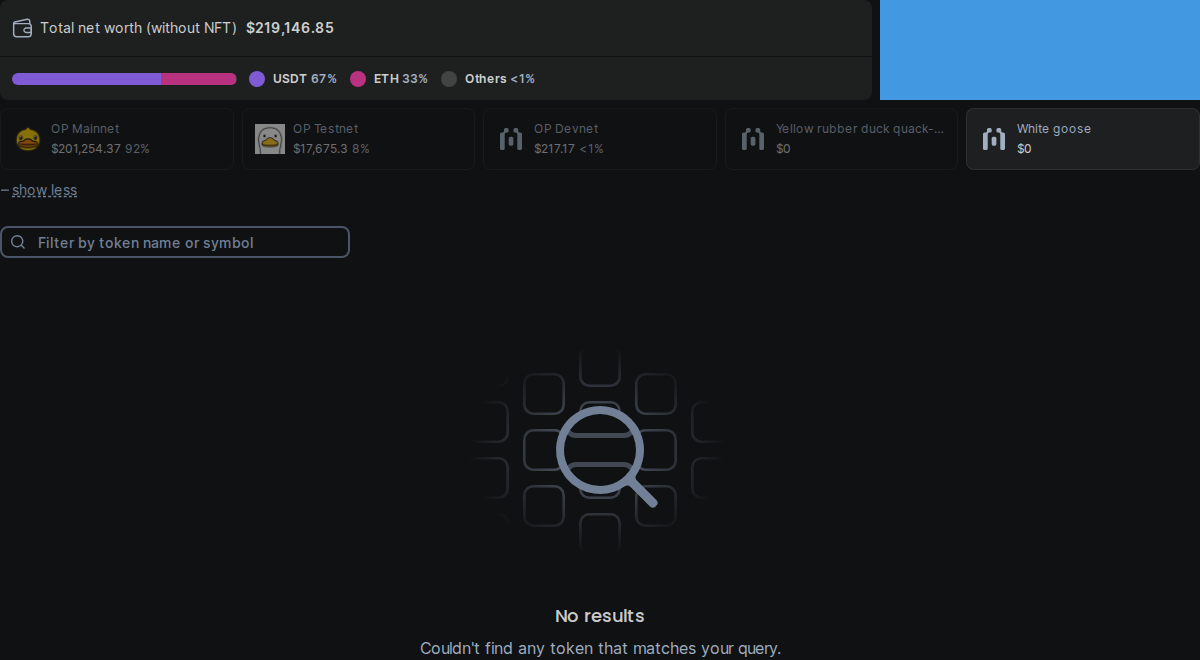 Total net worth (without NFT) $219,146.85
USDT 67% ETH 33% Others <1%
OP Mainnet
$201,254.37 92%
OP Testnet
$17,675.3 8%
OP Devnet
$217.17 <1%
Yellow rubber duck quack-...
$0
White goose
$0
– show less
Filter by token name or symbol
No results
Couldn't find any token that matches your query.